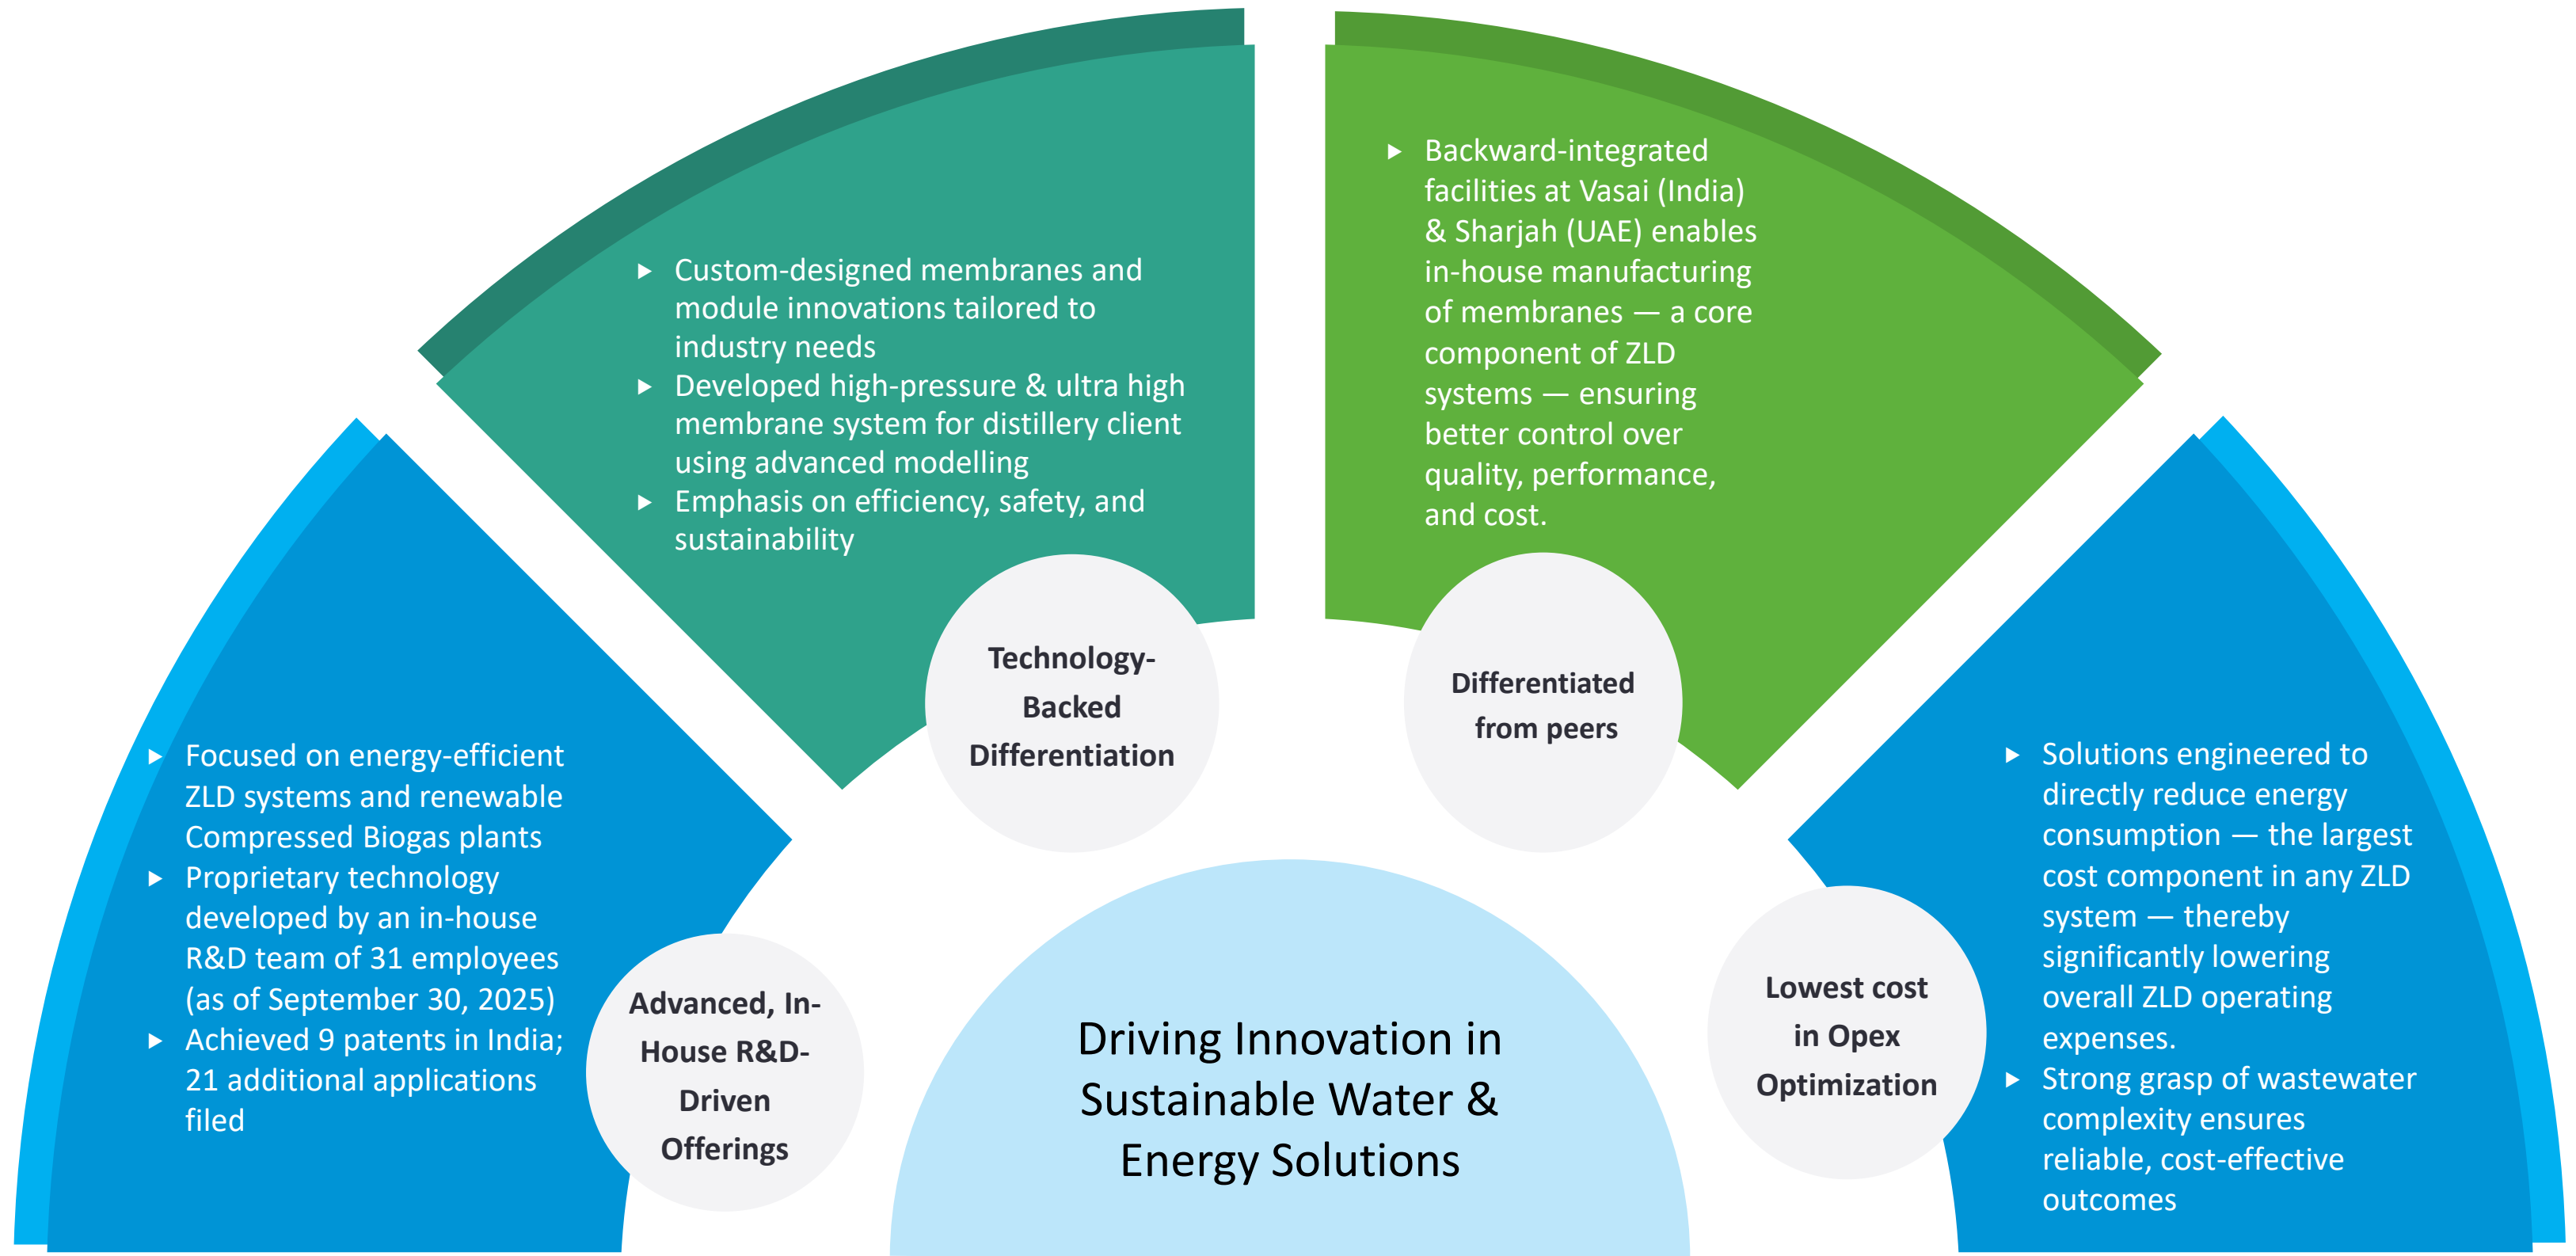 ► Focused on energy-efficient
ZLD systems and renewable
Compressed Biogas plants
► Proprietary technology
developed by an in-house
R&D team of 31 employees
(as of September 30, 2025)
► Achieved 9 patents in India;
21 additional applications
filed
Advanced, In-
House R&D-
Driven
Offerings
► Custom-designed membranes and
module innovations tailored to
industry needs
► Developed high-pressure & ultra high
membrane system for distillery client
using advanced modelling
► Emphasis on efficiency, safety, and
sustainability
Technology-
Backed
Differentiation
► Backward-integrated
facilities at Vasai (India)
& Sharjah (UAE) enables
in-house manufacturing
of membranes — a core
component of ZLD
systems — ensuring
better control over
quality, performance,
and cost.
Differentiated
from peers
► Solutions engineered to
directly reduce energy
consumption — the largest
cost component in any ZLD
system — thereby
significantly lowering
overall ZLD operating
expenses.
► Strong grasp of wastewater
complexity ensures
reliable, cost-effective
outcomes
Lowest cost
in Opex
Optimization
Driving Innovation in
Sustainable Water &
Energy Solutions